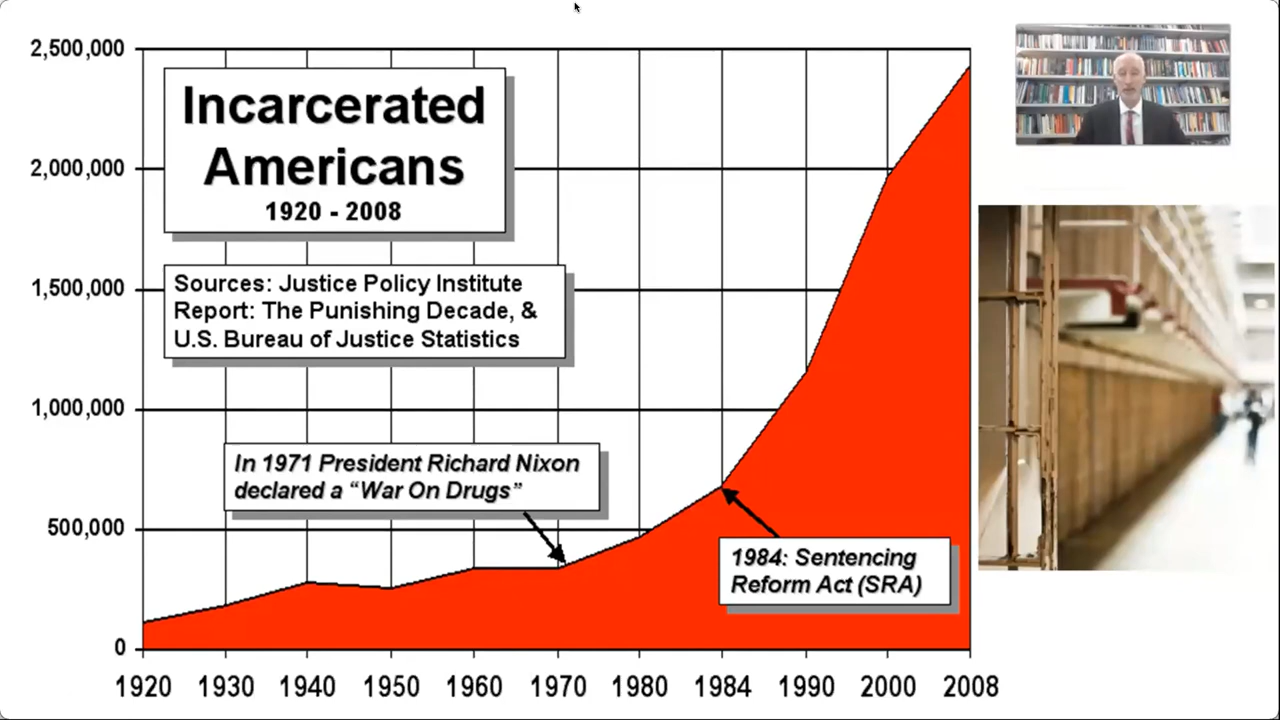 2,500,000
2,000,000
1,500,000
1,000,000
500,000
0
Incarcerated
Americans
1920 - 2008
Sources: Justice Policy Institute
Report: The Punishing Decade, &
U.S. Bureau of Justice Statistics
In 1971 President Richard Nixon
declared a “War On Drugs”
1984: Sentencing
Reform Act (SRA)
1920 1930 1940 1950 1960 1970 1980 1984 1990 2000 2008